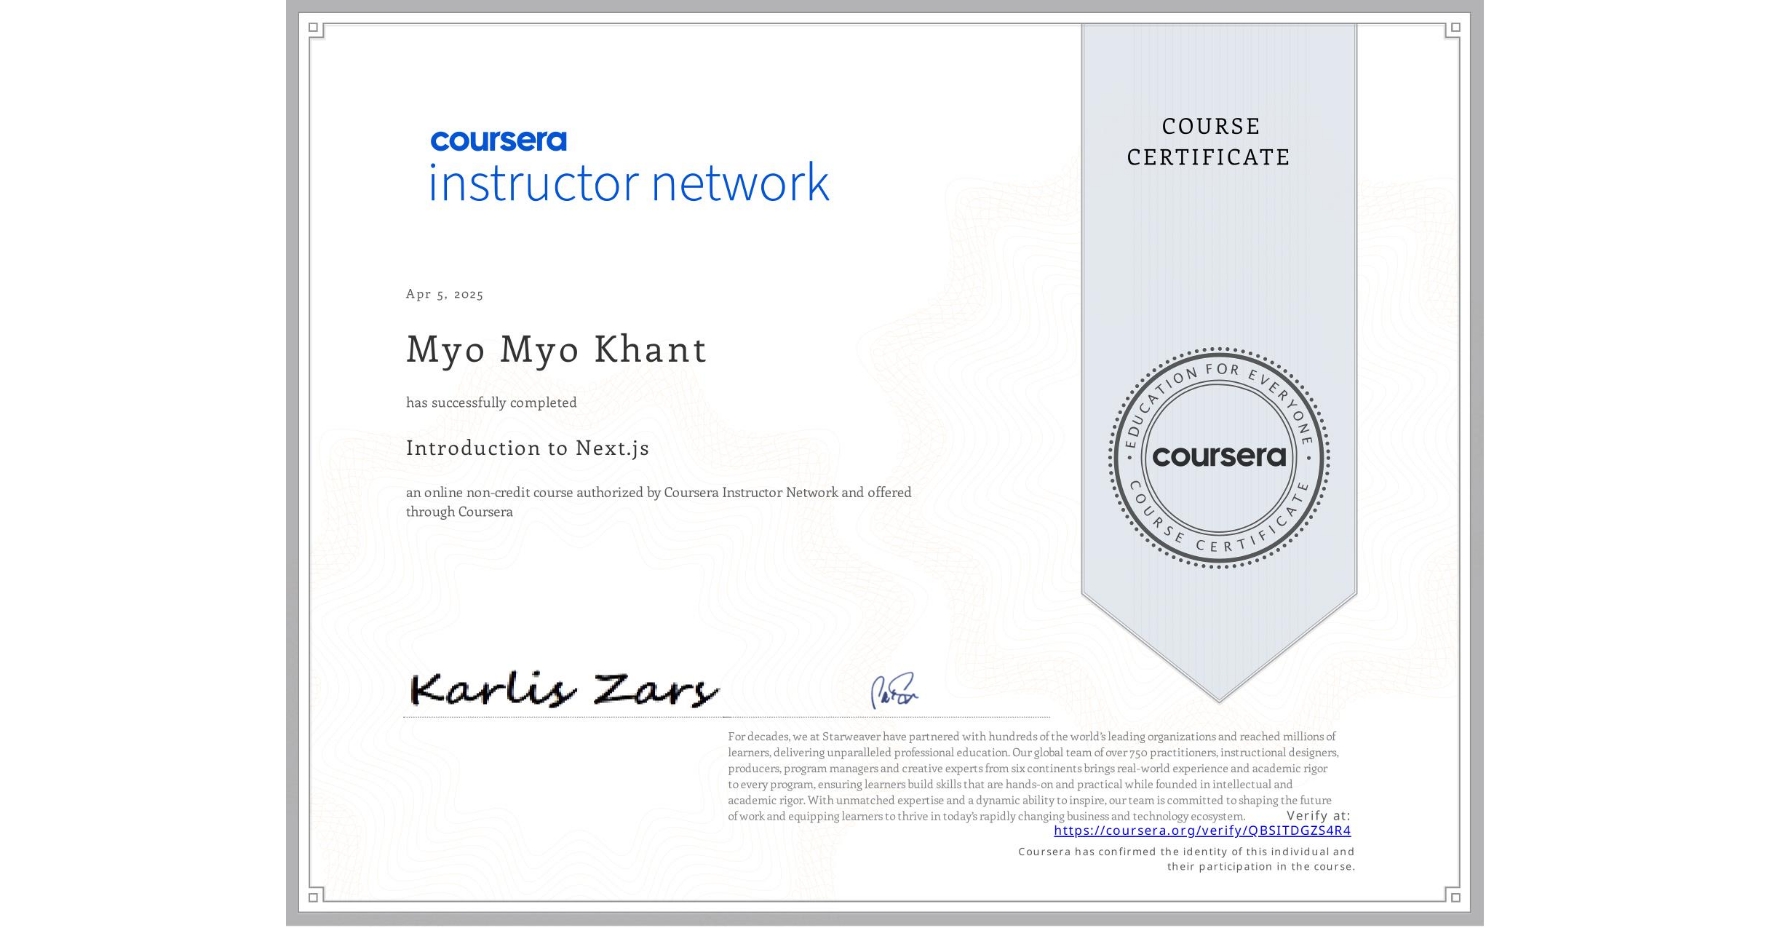 coursera
instructor network
COURSE
CERTIFICATE
Apr 5, 2025
Myo Myo Khant
has successfully completed
Introduction to Next.js
an online non-credit course authorized by Coursera Instructor Network and offered
through Coursera
EDUCATION FOR EVERYONE
coursera
COURSE CERTIFICATE
Karlis Zars
For decades, we at Starweaver have partnered with hundreds of the world's leading organizations and reached millions of
learners, delivering unparalleled professional education. Our global team of over 750 practitioners, instructional designers,
producers, program managers and creative experts from six continents brings real-world experience and academic rigor
to every program, ensuring learners build skills that are hands-on and practical while founded in intellectual and
academic rigor. With unmatched expertise and a dynamic ability to inspire, our team is committed to shaping the future
of work and equipping learners to thrive in today's rapidly changing business and technology ecosystem.
Verify at:
https://coursera.org/verify/QBSITDGZS4R4
Coursera has confirmed the identity of this individual and
their participation in the course.